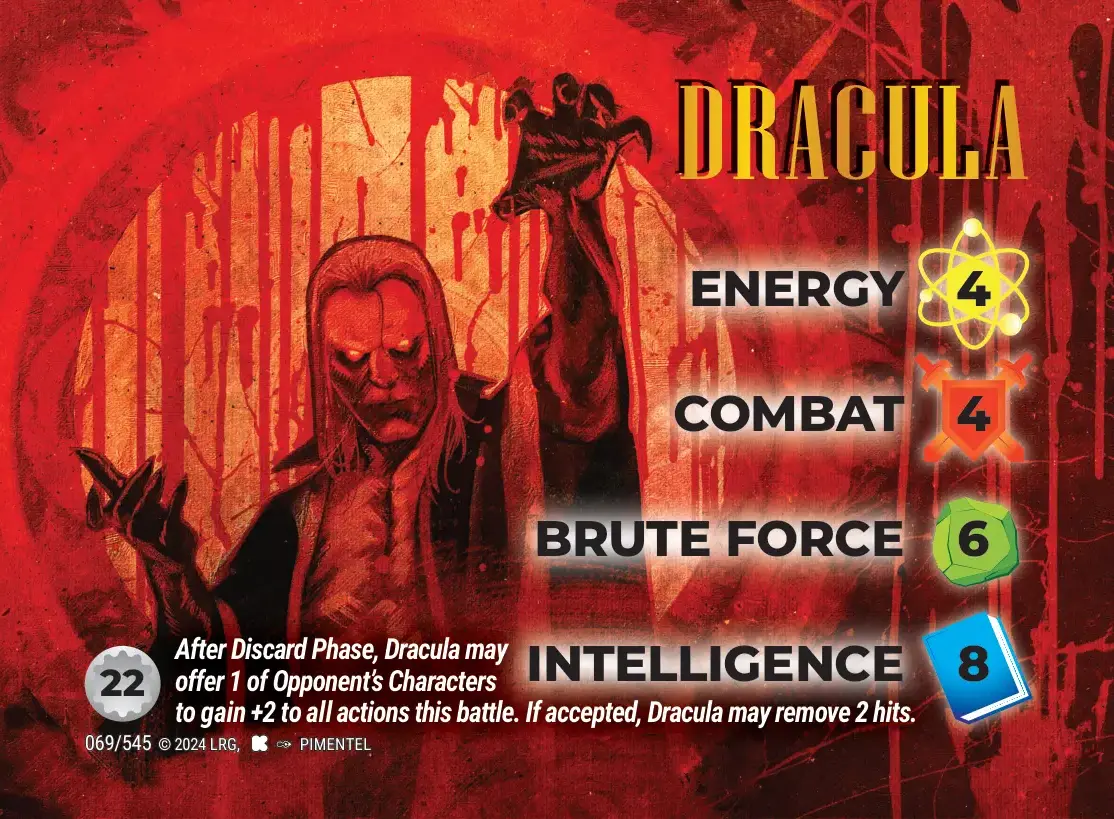 DRACULA
ENERGY 4
COMBAT 4
BRUTE FORCE 6
INTELLIGENCE 8
22
After Discard Phase, Dracula may
offer 1 of Opponent's Characters
to gain +2 to all actions this battle. If accepted, Dracula may remove 2 hits.
069/545 © 2024 LRG, PIMENTEL